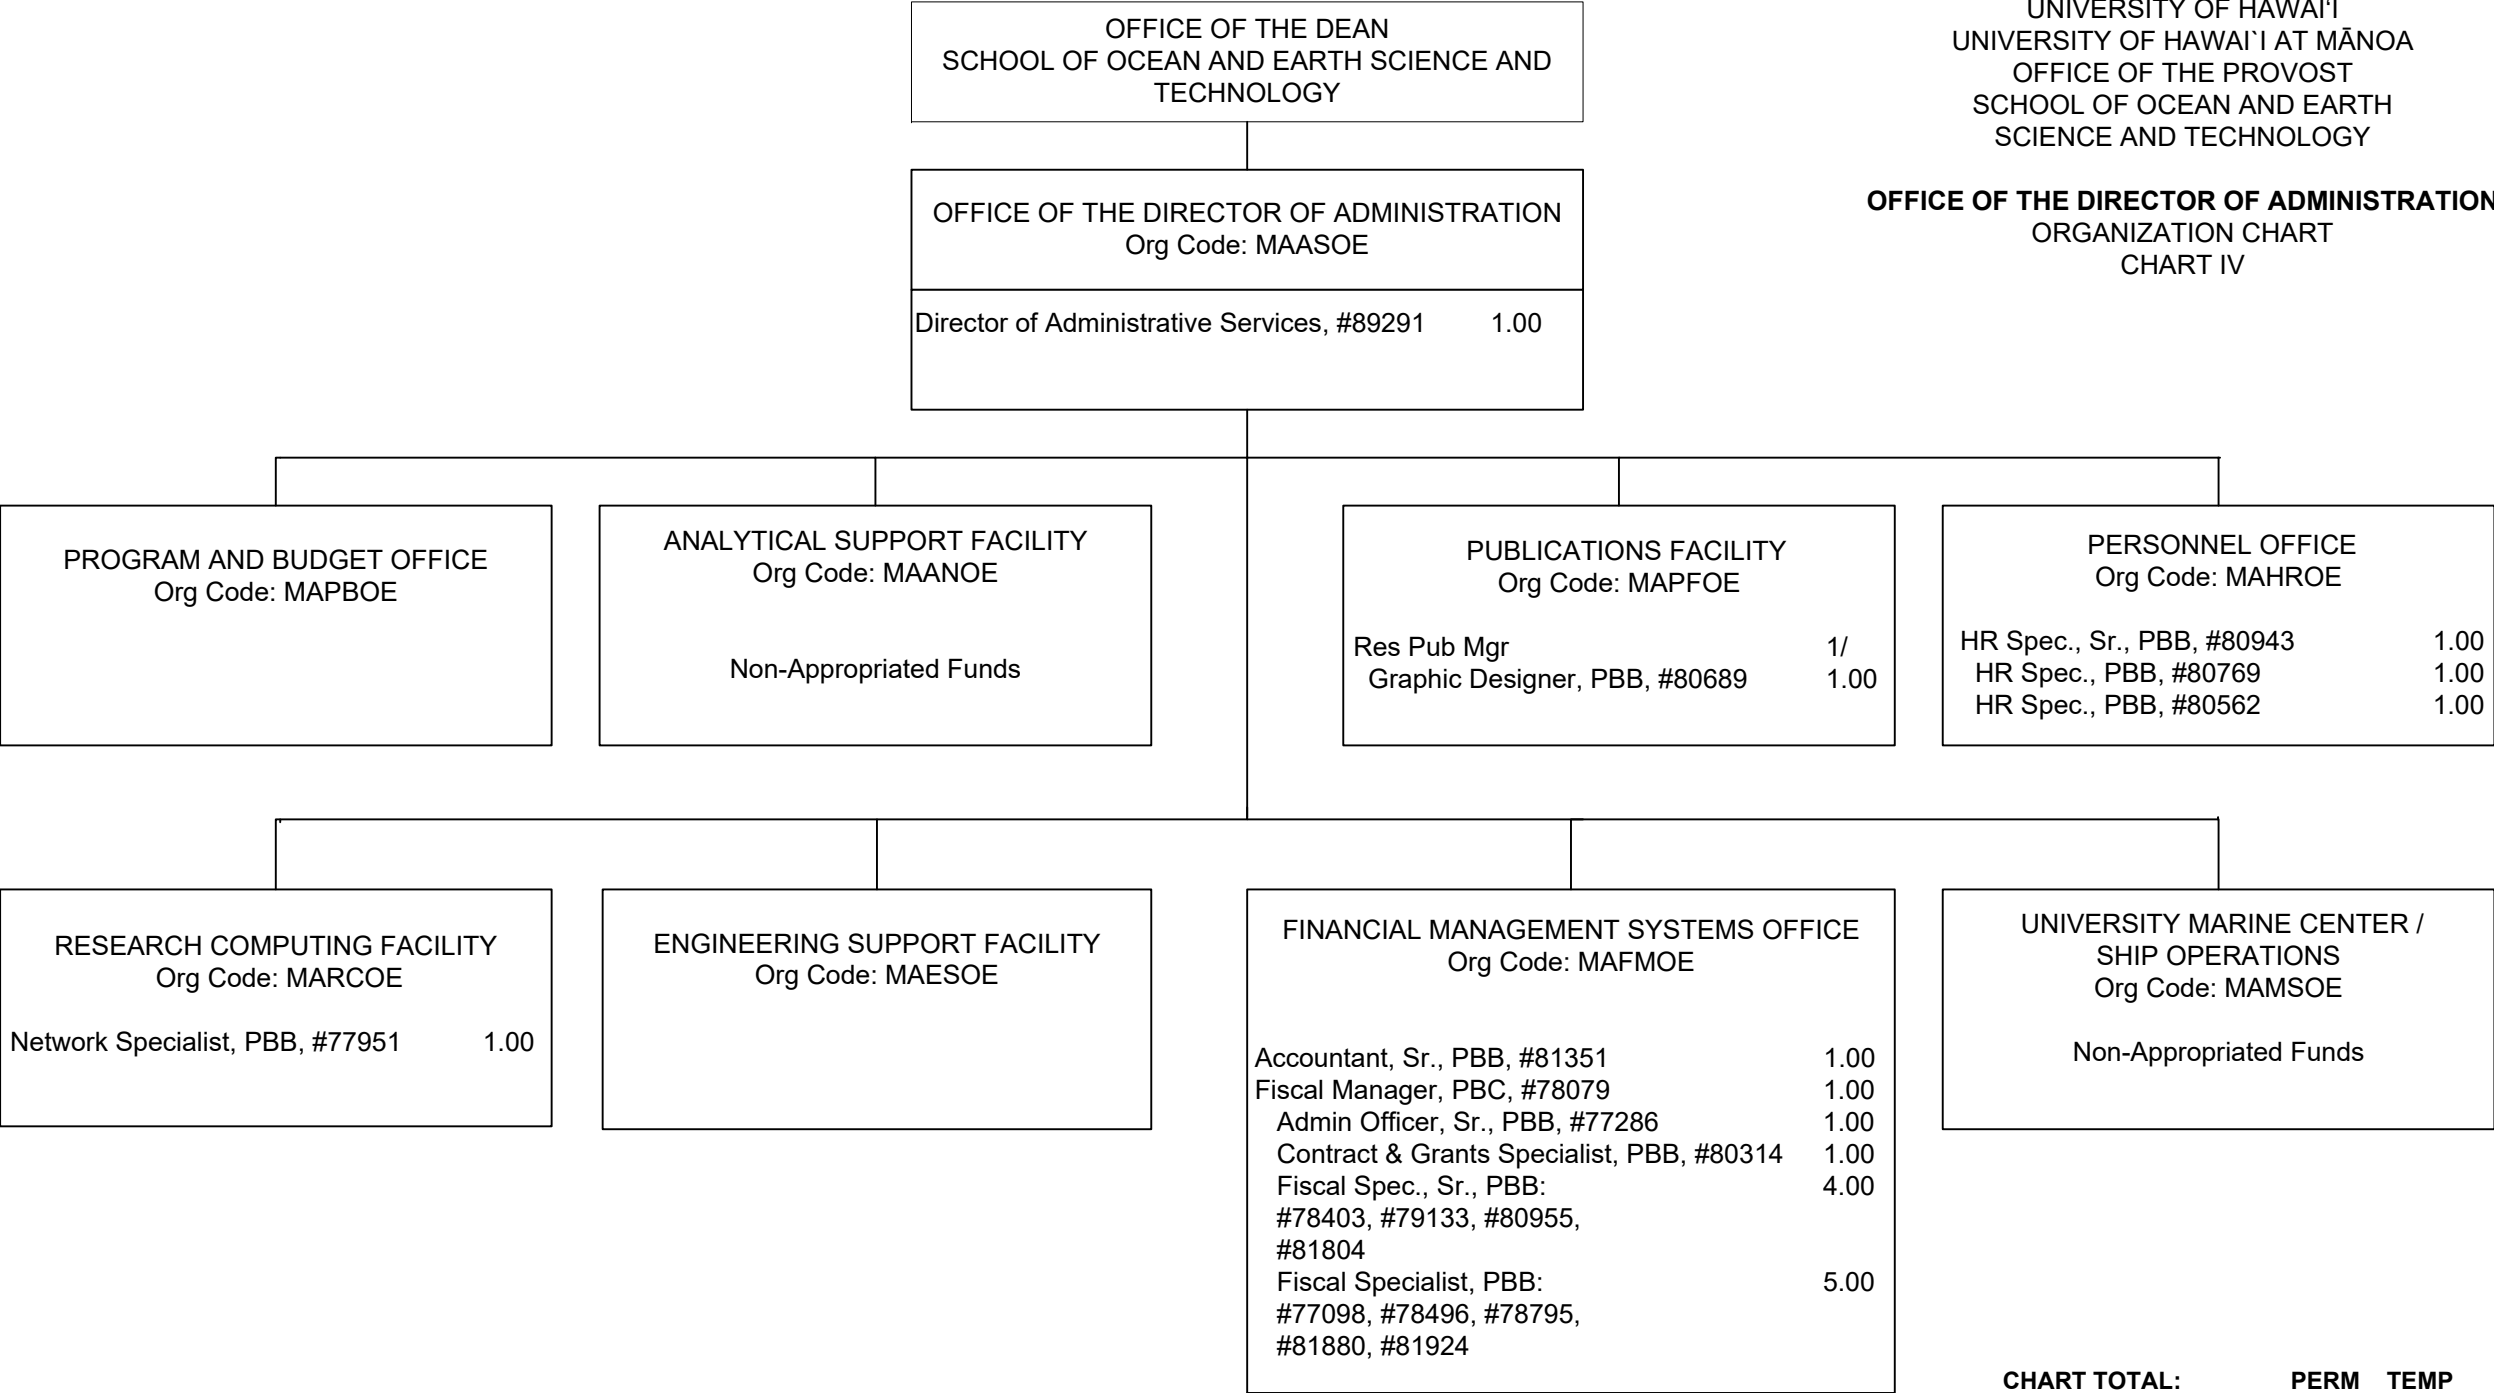 OFFICE OF THE DEAN
SCHOOL OF OCEAN AND EARTH SCIENCE AND
TECHNOLOGY
UNIVERSITY OF HAWAI‘I
UNIVERSITY OF HAWAI`I AT MĀNOA
OFFICE OF THE PROVOST
SCHOOL OF OCEAN AND EARTH
SCIENCE AND TECHNOLOGY
OFFICE OF THE DIRECTOR OF ADMINISTRATION
ORGANIZATION CHART
CHART IV
OFFICE OF THE DIRECTOR OF ADMINISTRATION
Org Code: MAASOE
Director of Administrative Services, #89291 1.00
PROGRAM AND BUDGET OFFICE
Org Code: MAPBOE
ANALYTICAL SUPPORT FACILITY
Org Code: MAANOE
Non-Appropriated Funds
PUBLICATIONS FACILITY
Org Code: MAPFOE
Res Pub Mgr 1/
Graphic Designer, PBB, #80689 1.00
PERSONNEL OFFICE
Org Code: MAHROE
HR Spec., Sr., PBB, #80943 1.00
HR Spec., PBB, #80769 1.00
HR Spec., PBB, #80562 1.00
RESEARCH COMPUTING FACILITY
Org Code: MARCOE
Network Specialist, PBB, #77951 1.00
ENGINEERING SUPPORT FACILITY
Org Code: MAESOE
FINANCIAL MANAGEMENT SYSTEMS OFFICE
Org Code: MAFMOE
Accountant, Sr., PBB, #81351 1.00
Fiscal Manager, PBC, #78079 1.00
Admin Officer, Sr., PBB, #77286 1.00
Contract & Grants Specialist, PBB, #80314 1.00
Fiscal Spec., Sr., PBB: 4.00
#78403, #79133, #80955,
#81804
Fiscal Specialist, PBB: 5.00
#77098, #78496, #78795,
#81880, #81924
UNIVERSITY MARINE CENTER /
SHIP OPERATIONS
Org Code: MAMSOE
Non-Appropriated Funds
CHART TOTAL: PERM TEMP